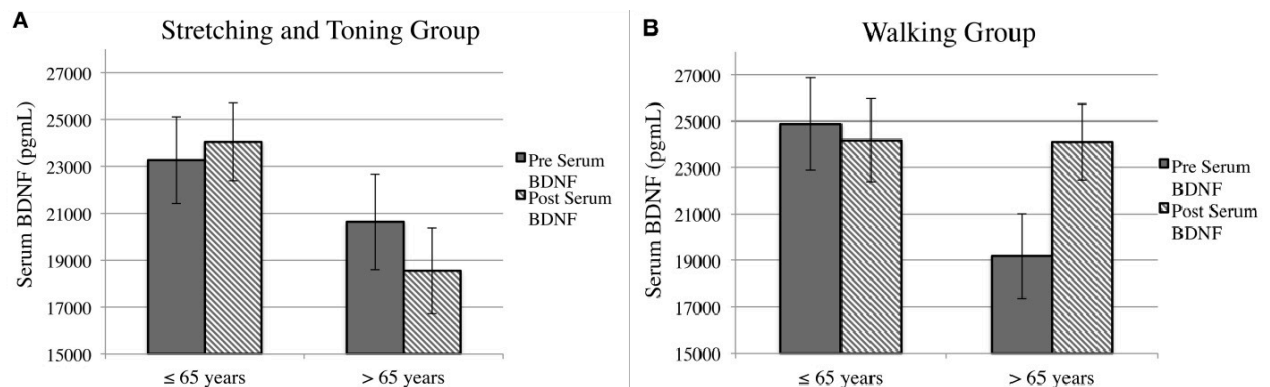 A
Stretching and Toning Group
Serum BDNF (pgmL)
27000
25000
23000
21000
19000
17000
15000
≤ 65 years
> 65 years
Pre Serum
BDNF
Post Serum
BDNF
B
Walking Group
Serum BDNF (pgmL)
27000
25000
23000
21000
19000
17000
15000
≤ 65 years
> 65 years
Pre Serum
BDNF
Post Serum
BDNF